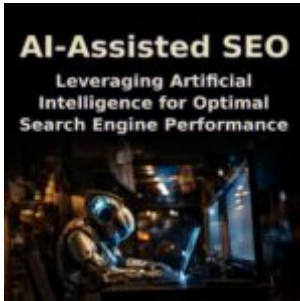 AI-Assisted SEO
Leveraging Artificial
Intelligence for Optimal
Search Engine Performance